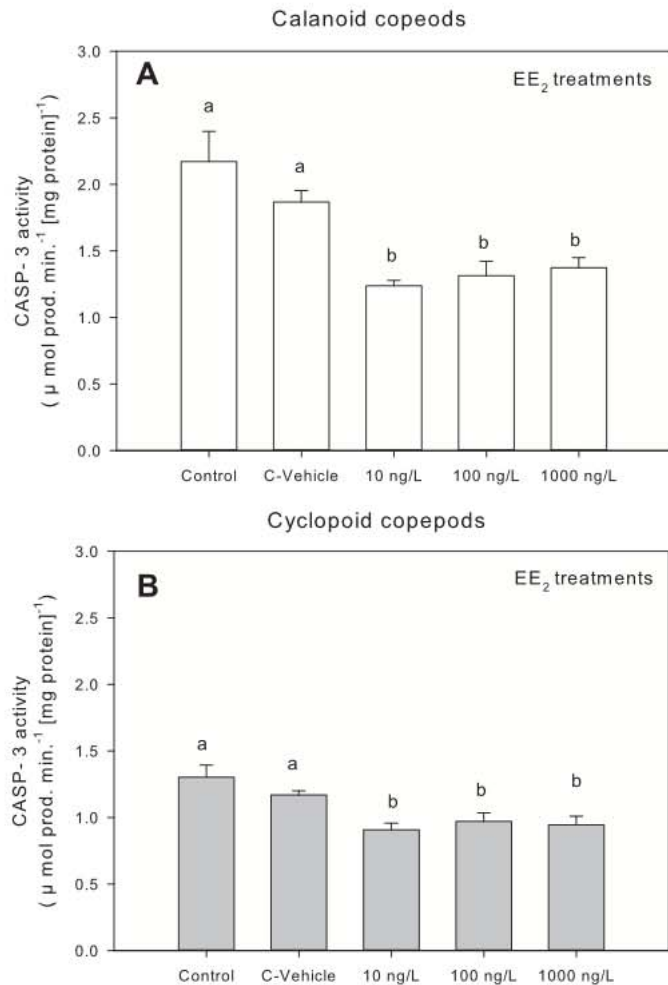 Calanoid copeods
A
EE₂ treatments
CASP- 3 activity
( µ mol prod. min.⁻¹ [mg protein]⁻¹
3.0
2.5
2.0
1.5
1.0
0.5
0.0
a
a
b
b
b
Control C-Vehicle 10 ng/L 100 ng/L 1000 ng/L
Cyclopoid copepods
B
EE₂ treatments
CASP- 3 activity
( µ mol prod. min.⁻¹ [mg protein]⁻¹
3.0
2.5
2.0
1.5
1.0
0.5
0.0
a
a
b
b
b
Control C-Vehicle 10 ng/L 100 ng/L 1000 ng/L